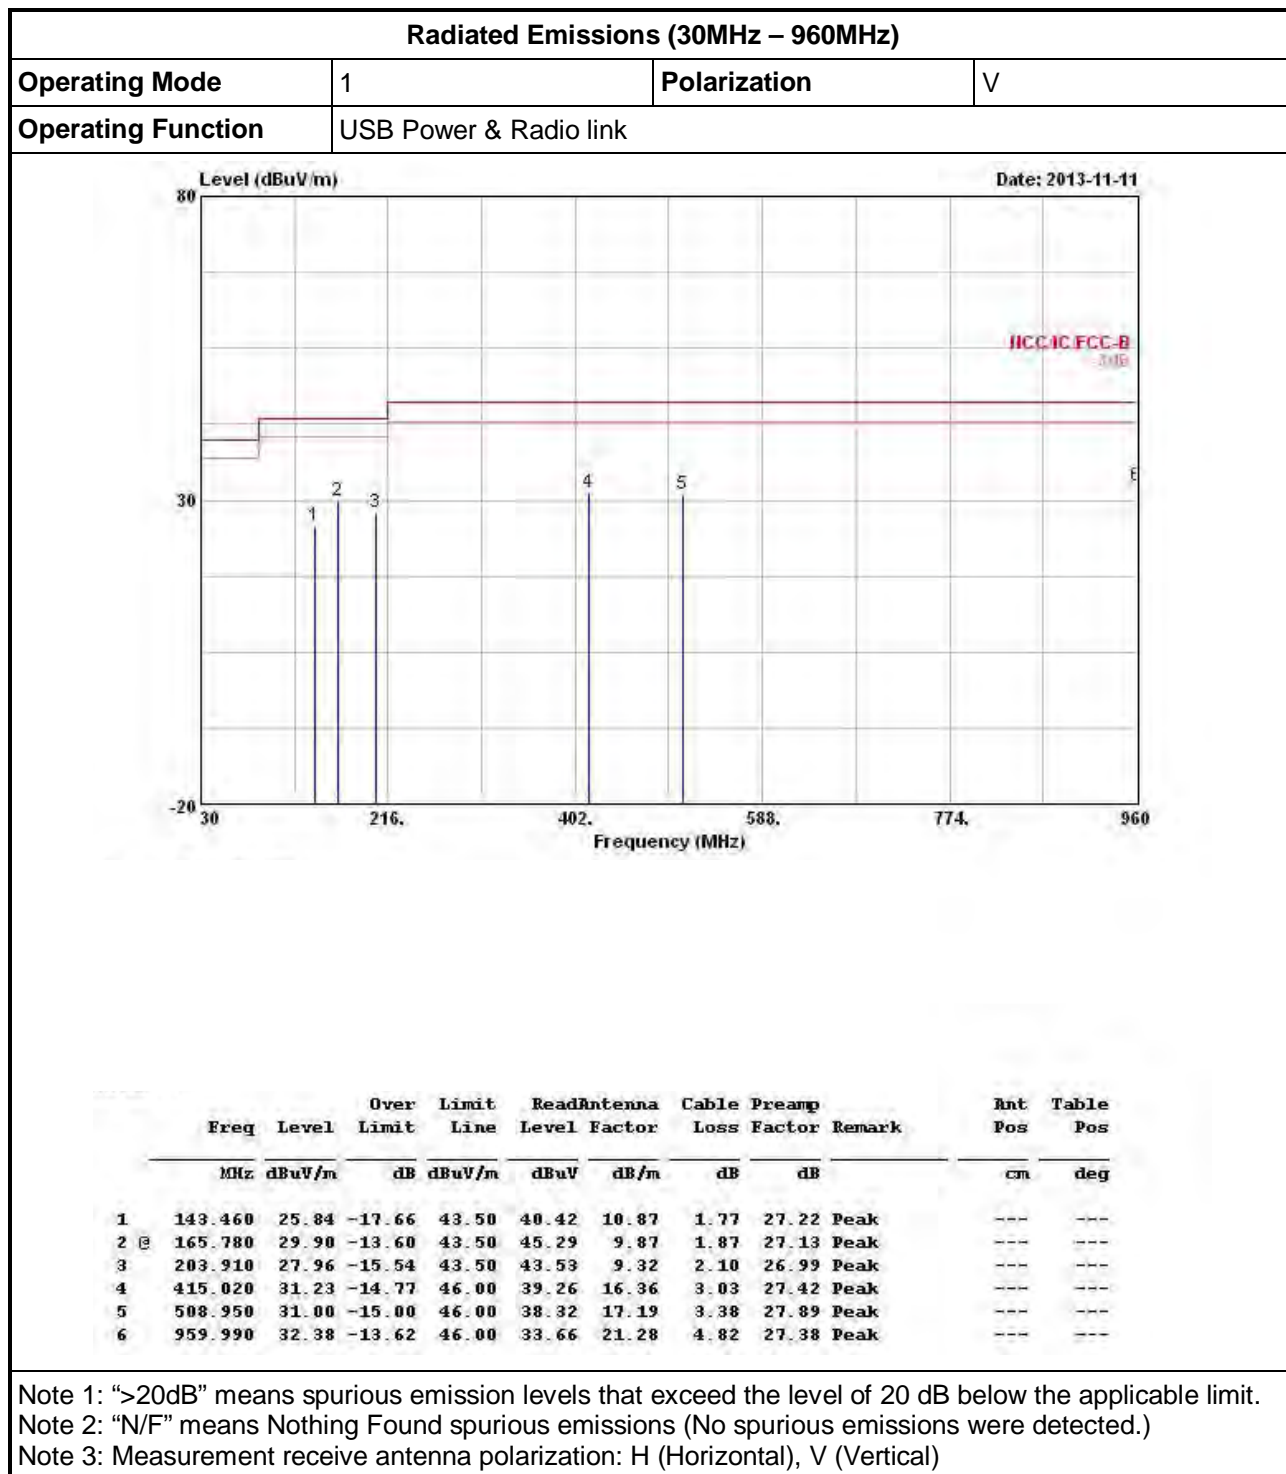 Radiated Emissions (30MHz – 960MHz)
Operating Mode 1 Polarization V
Operating Function USB Power & Radio link
Level (dBuV/m) Date: 2013-11-11
80
-3dB
2 4 5
30 3
1
-20
30 216. 402. 588. 774. 960
Frequency (MHz)
Over Limit ReadAntenna Cable Preamp Ant Table
Freq Level Limit Line Level Factor Loss Factor Remark Pos Pos
MHz dBuV/m dB dBuV/m dBuV dB/m dB dB cm deg
1 143.460 25.84 -17.66 43.50 40.42 10.87 1.77 27.22 Peak --- ---
2 @ 165.780 29.90 -13.60 43.50 45.29 9.87 1.87 27.13 Peak --- ---
3 203.910 27.96 -15.54 43.50 43.53 9.32 2.10 26.99 Peak --- ---
4 415.020 31.23 -14.77 46.00 39.26 16.36 3.03 27.42 Peak --- ---
5 508.950 31.00 -15.00 46.00 38.32 17.19 3.38 27.89 Peak --- ---
6 959.990 32.38 -13.62 46.00 33.66 21.28 4.82 27.38 Peak --- ---
Note 1: “>20dB” means spurious emission levels that exceed the level of 20 dB below the applicable limit.
Note 2: “N/F” means Nothing Found spurious emissions (No spurious emissions were detected.)
Note 3: Measurement receive antenna polarization: H (Horizontal), V (Vertical)